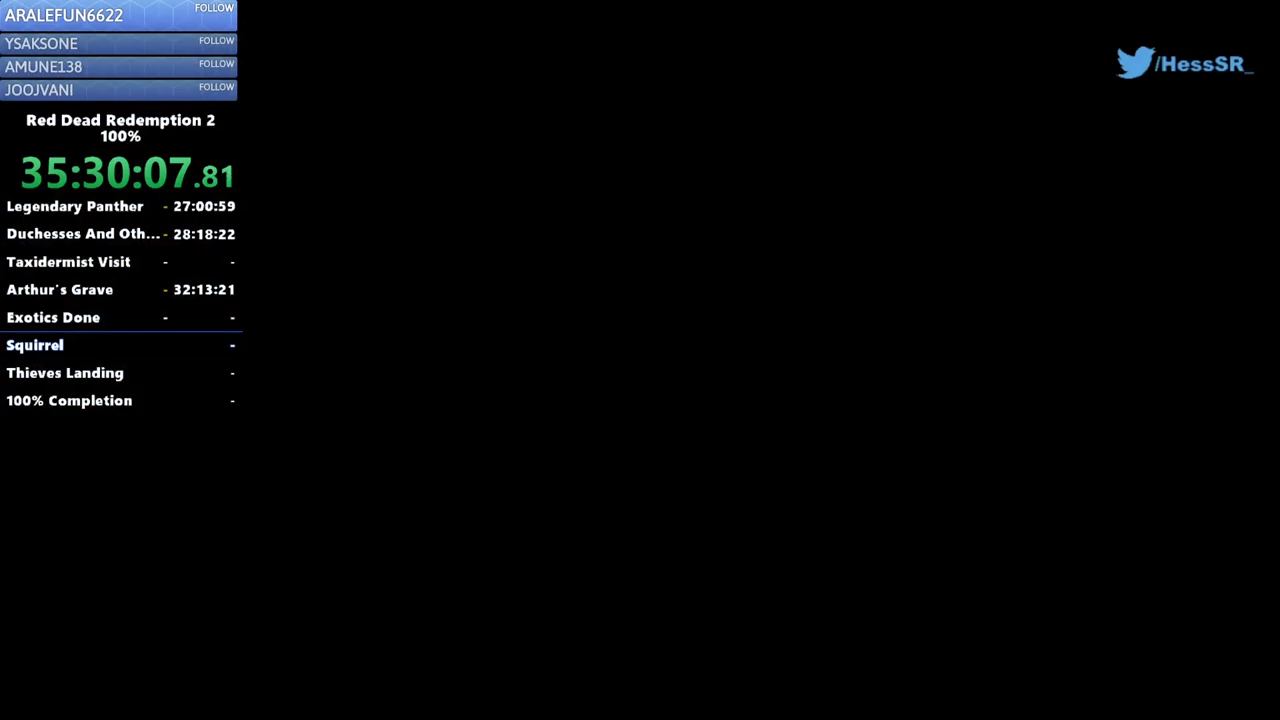 ARALEFUN6622 FOLLOW
YSAKSONE FOLLOW
AMUNE138 FOLLOW
JOOJVANI FOLLOW
/HessSR_
Red Dead Redemption 2
100%
35:30:07.81
Legendary Panther - 27:00:59
Duchesses And Oth... - 28:18:22
Taxidermist Visit - -
Arthur's Grave - 32:13:21
Exotics Done - -
Squirrel -
Thieves Landing -
100% Completion -